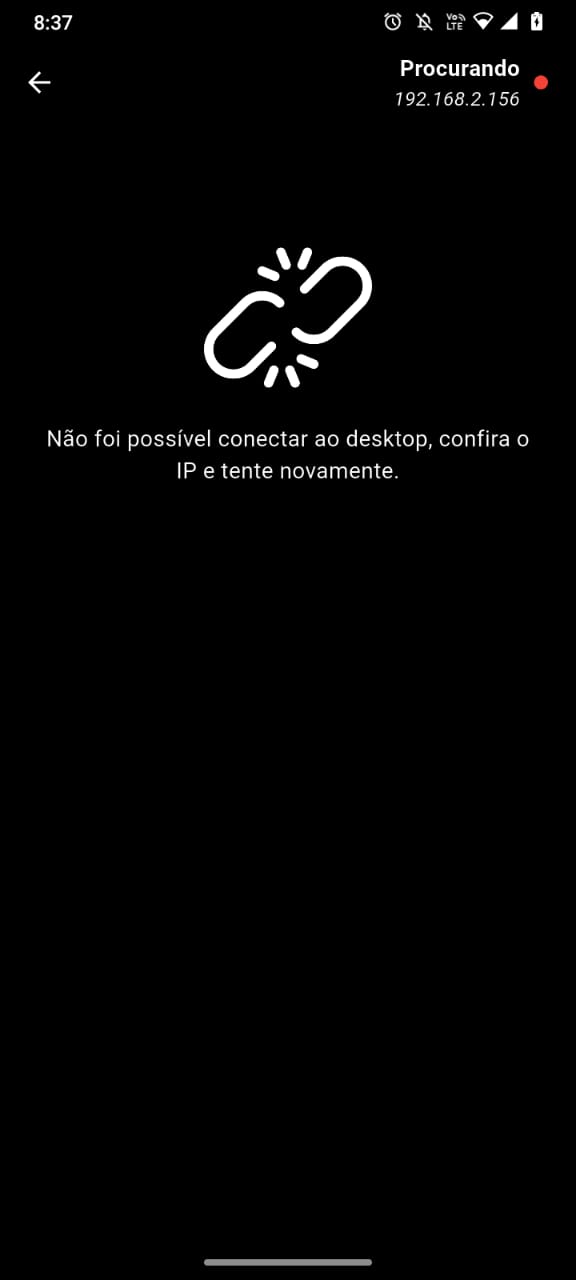 8:37
Vo))
LTE
Procurando
192.168.2.156
Não foi possível conectar ao desktop, confira o
IP e tente novamente.